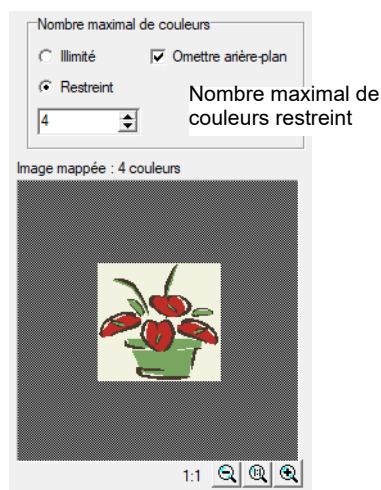 Nombre maximal de couleurs
Illimité
Omettre arière-plan
Restreint
Nombre maximal de
couleurs restreint
4
Image mappée : 4 couleurs
1:1